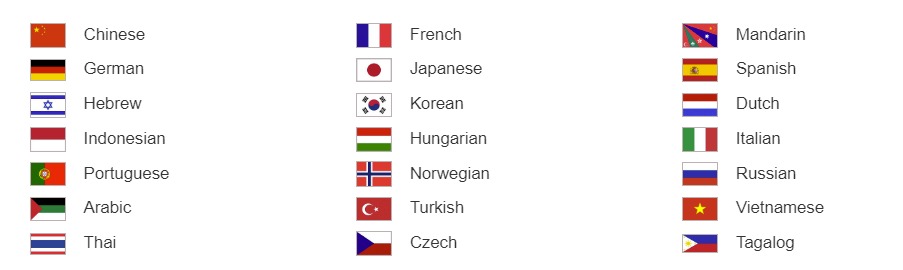 Chinese
French
Mandarin
German
Japanese
Spanish
Hebrew
Korean
Dutch
Indonesian
Hungarian
Italian
Portuguese
Norwegian
Russian
Arabic
Turkish
Vietnamese
Thai
Czech
Tagalog